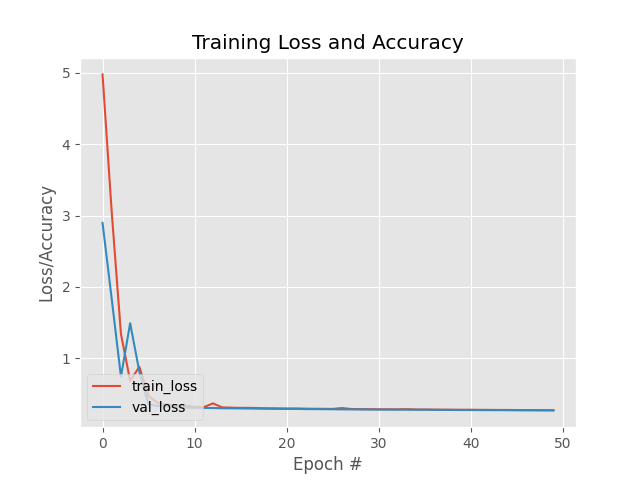 Training Loss and Accuracy
Loss/Accuracy
5
4
3
2
1
train_loss
val_loss
0 10 20 30 40 50
Epoch #